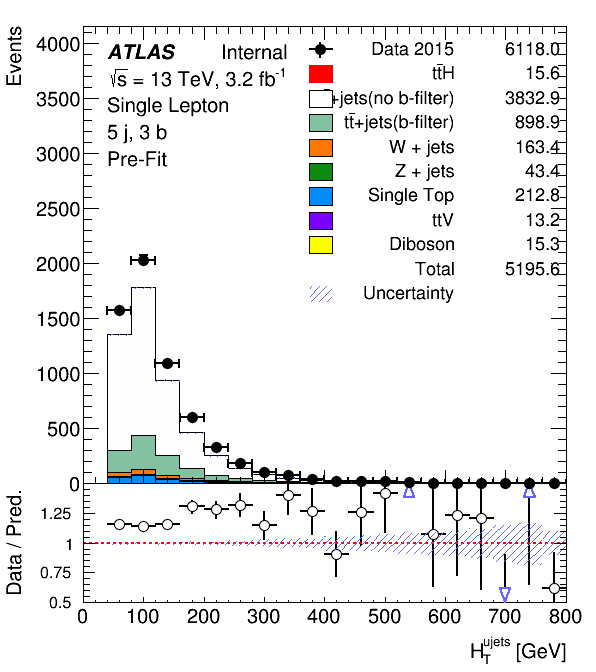 Events
4000
3500
3000
2500
2000
1500
1000
500
0
ATLAS Internal
√s = 13 TeV, 3.2 fb⁻¹
Single Lepton
5 j, 3 b
Pre-Fit
Data 2015 6118.0
tt̄H 15.6
+jets(no b-filter) 3832.9
tt̄+jets(b-filter) 898.9
W + jets 163.4
Z + jets 43.4
Single Top 212.8
ttV 13.2
Diboson 15.3
Total 5195.6
Uncertainty
Data / Pred.
1.25
1
0.75
0.5
0 100 200 300 400 500 600 700 800
H_T^ujets [GeV]